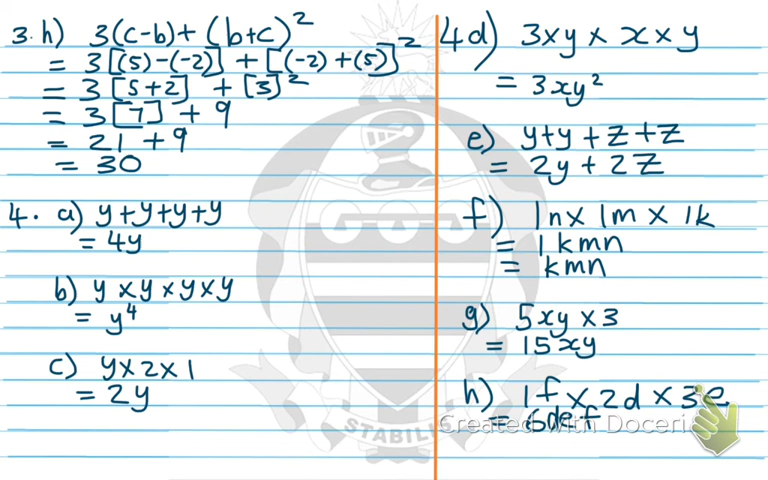 3. h) 3(c-b) + (b+c)²
= 3[(5)-(-2)] + [(-2)+(5)]²
= 3[5+2] + [3]²
= 3[7] + 9
= 21 + 9
= 30
4. a) y+y+y+y
= 4y
b) y × y × y × y
= y⁴
c) y × 2 × 1
= 2y
4d) 3 × y × x × y
= 3xy²
e) y+y+z+z
= 2y + 2z
f) 1n × 1m × 1k
= 1kmn
= kmn
g) 5xy × 3
= 15xy
h) 1f × 2d × 3e
= 6def
Created With Doceri
STABILI